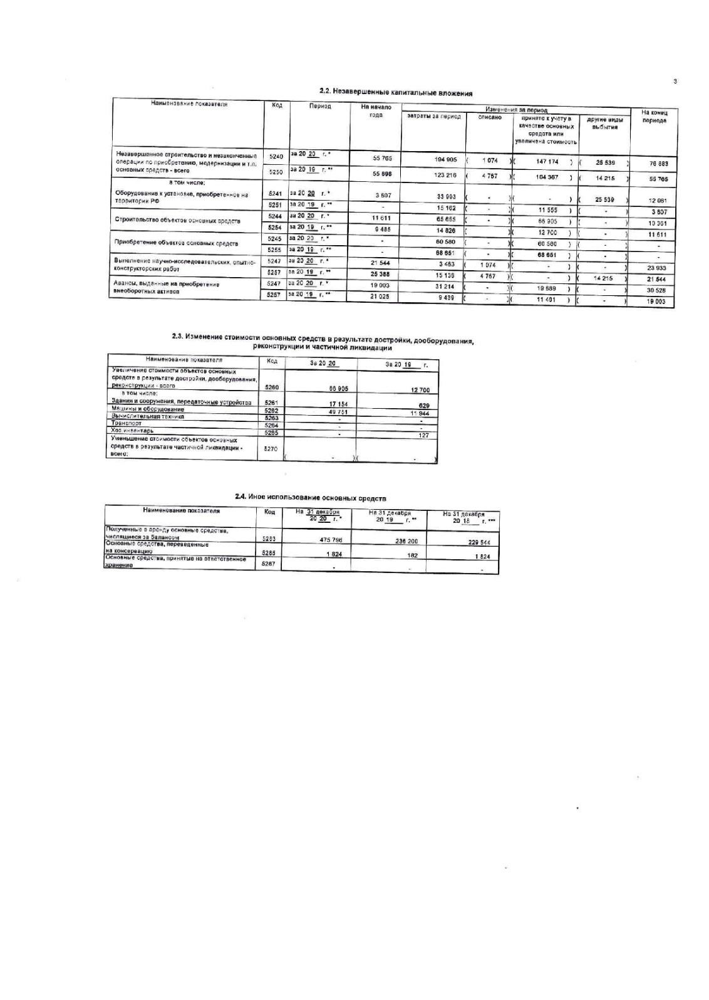 3
2.2. Незавершенные капитальные вложения
Наименование показателя Код Период На начало года Изменения за период На конец периода
затраты за период списано принято к учету в качестве основных средств или увеличена стоимость другие виды выбытия
Незавершенное строительство и незаконченные операции по приобретению, модернизации и т.п. основных средств - всего 5240 за 20 20 г. * 55 765 194 905 ( 1 074 ) ( 147 174 ) ( 25 539 ) 76 883
5250 за 20 19 г. ** 55 898 123 216 ( 4 767 ) ( 104 367 ) ( 14 215 ) 55 765
в том числе:
Оборудование к установке, приобретенное на территории РФ 5241 за 20 20 г. * 3 607 33 993 ( - ) ( - ) ( 25 539 ) 12 061
5251 за 20 19 г. ** - 15 162 ( - ) ( 11 555 ) ( - ) 3 607
Строительство объектов основных средств 5244 за 20 20 г. * 11 611 65 655 ( - ) ( 66 905 ) ( - ) 10 361
5254 за 20 19 г. ** 9 485 14 826 ( ) ( 12 700 ) ( - ) 11 611
Приобретение объектов основных средств 5245 за 20 20 г. * - 60 580 ( - ) ( 60 580 ) ( - ) -
5255 за 20 19 г. ** - 68 651 ( - ) ( 68 651 ) ( - ) -
Выполнение научно-исследовательских, опытно-конструкторских работ 5247 за 20 20 г. * 21 544 3 463 ( 1 074 ) ( - ) ( - ) 23 933
5257 за 20 19 г. ** 25 388 15 138 ( 4 767 ) ( - ) ( 14 215 ) 21 544
Авансы, выданные на приобретение внеоборотных активов 5247 за 20 20 г. * 19 003 31 214 ( - ) ( 19 689 ) ( - ) 30 528
5257 за 20 19 г. ** 21 025 9 439 ( - ) ( 11 461 ) ( - ) 19 003
2.3. Изменение стоимости основных средств в результате достройки, дооборудования,
реконструкции и частичной ликвидации
Наименование показателя Код За 20 20 За 20 19 г.
Увеличение стоимости объектов основных
средств в результате достройки, дооборудования,
реконструкции - всего 5260 66 905 12 700
в том числе:
Здания и сооружения, передаточные устройства 5261 17 154 629
Машины и оборудование 5262 49 751 11 944
Вычислительная техника 5263 - -
Транспорт 5264 - -
Хоз.инвентарь 5265 - 127
Уменьшение стоимости объектов основных
средств в результате частичной ликвидации -
всего: 5270 ( - ) ( - )
2.4. Иное использование основных средств
Наименование показателя Код На 31 декабря 20 20 г. * На 31 декабря 20 19 г. ** На 31 декабря 20 18 г. ***
Полученные в аренду основные средства,
числящиеся за балансом 5283 475 796 236 200 229 544
Основные средства, переведенные
на консервацию 5285 1 824 182 1 824
Основные средства, принятые на ответственное
хранение 5287 - - -